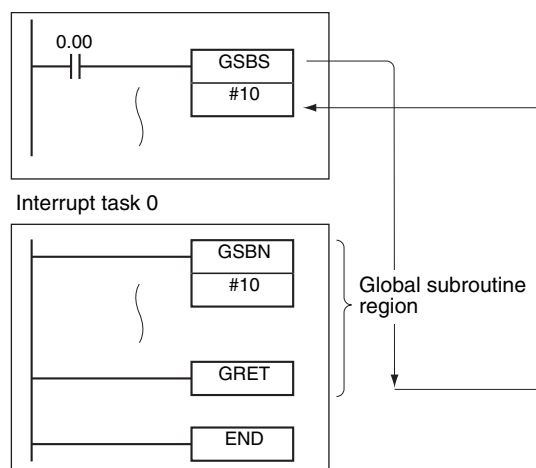 0.00
GSBS
#10
Interrupt task 0
GSBN
#10
Global subroutine
region
GRET
END